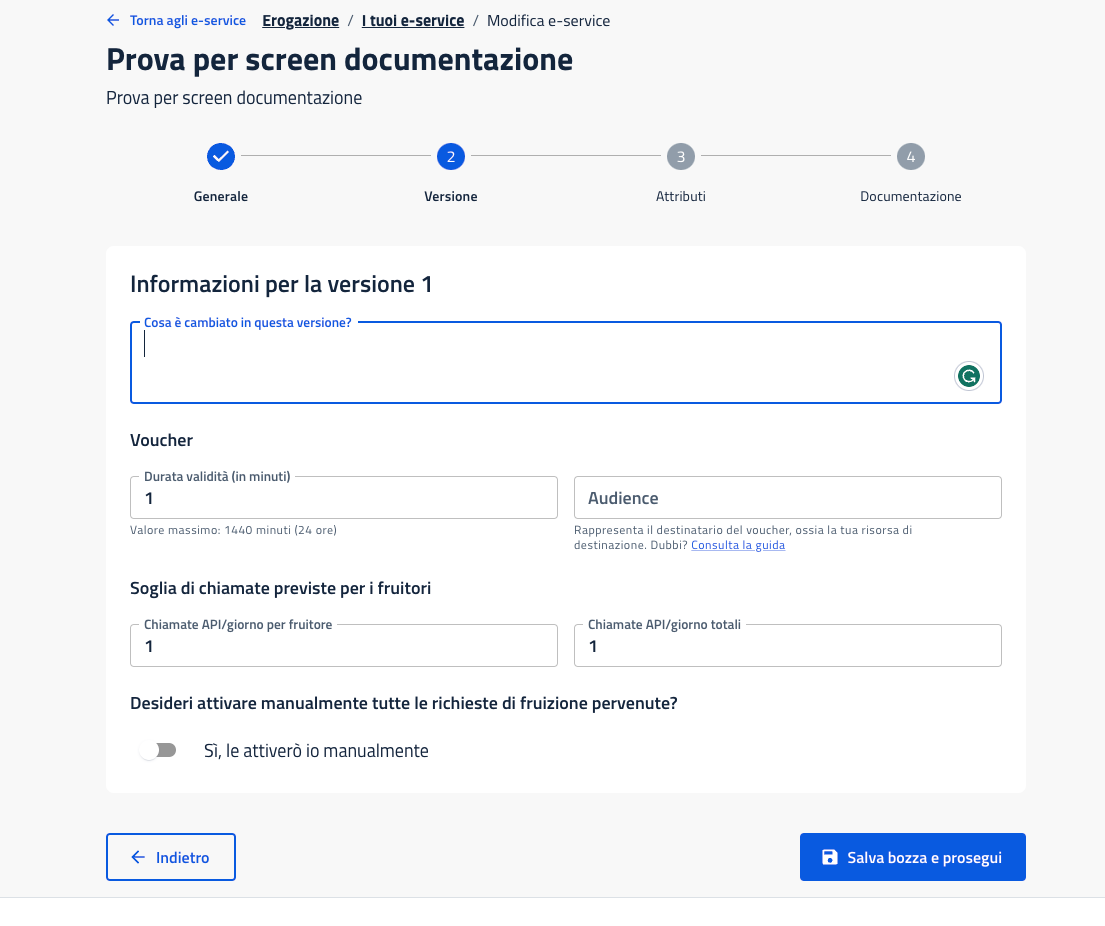 Torna agli e-service Erogazione / I tuoi e-service / Modifica e-service
Prova per screen documentazione
Prova per screen documentazione
2 3 4
Generale Versione Attributi Documentazione
Informazioni per la versione 1
Cosa è cambiato in questa versione?
Voucher
Durata validità (in minuti)
1 Audience
Valore massimo: 1440 minuti (24 ore) Rappresenta il destinatario del voucher, ossia la tua risorsa di
destinazione. Dubbi? Consulta la guida
Soglia di chiamate previste per i fruitori
Chiamate API/giorno per fruitore Chiamate API/giorno totali
1 1
Desideri attivare manualmente tutte le richieste di fruizione pervenute?
Sì, le attiverò io manualmente
Indietro Salva bozza e prosegui